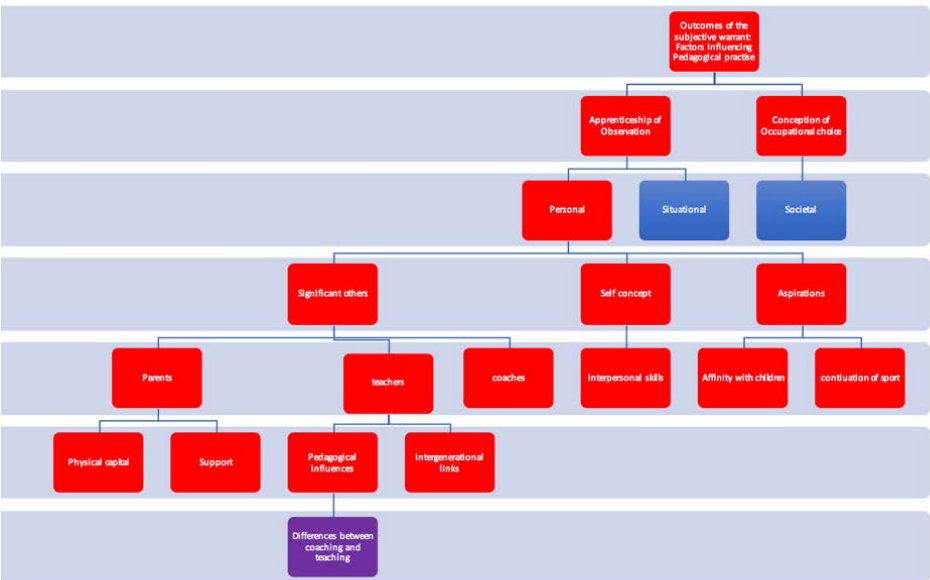 Outcomes of the
subjective warrant:
Factors Influencing
Pedagogical practise
Apprenticeship of
Observation
Conception of
Occupational choice
Personal
Situational
Societal
Significant others
Self concept
Aspirations
Parents
teachers
coaches
Interpersonal skills
Affinity with children
contiuation of sport
Physical capital
Support
Pedagogical
influences
Intergenerational
links
Differences between
coaching and
teaching